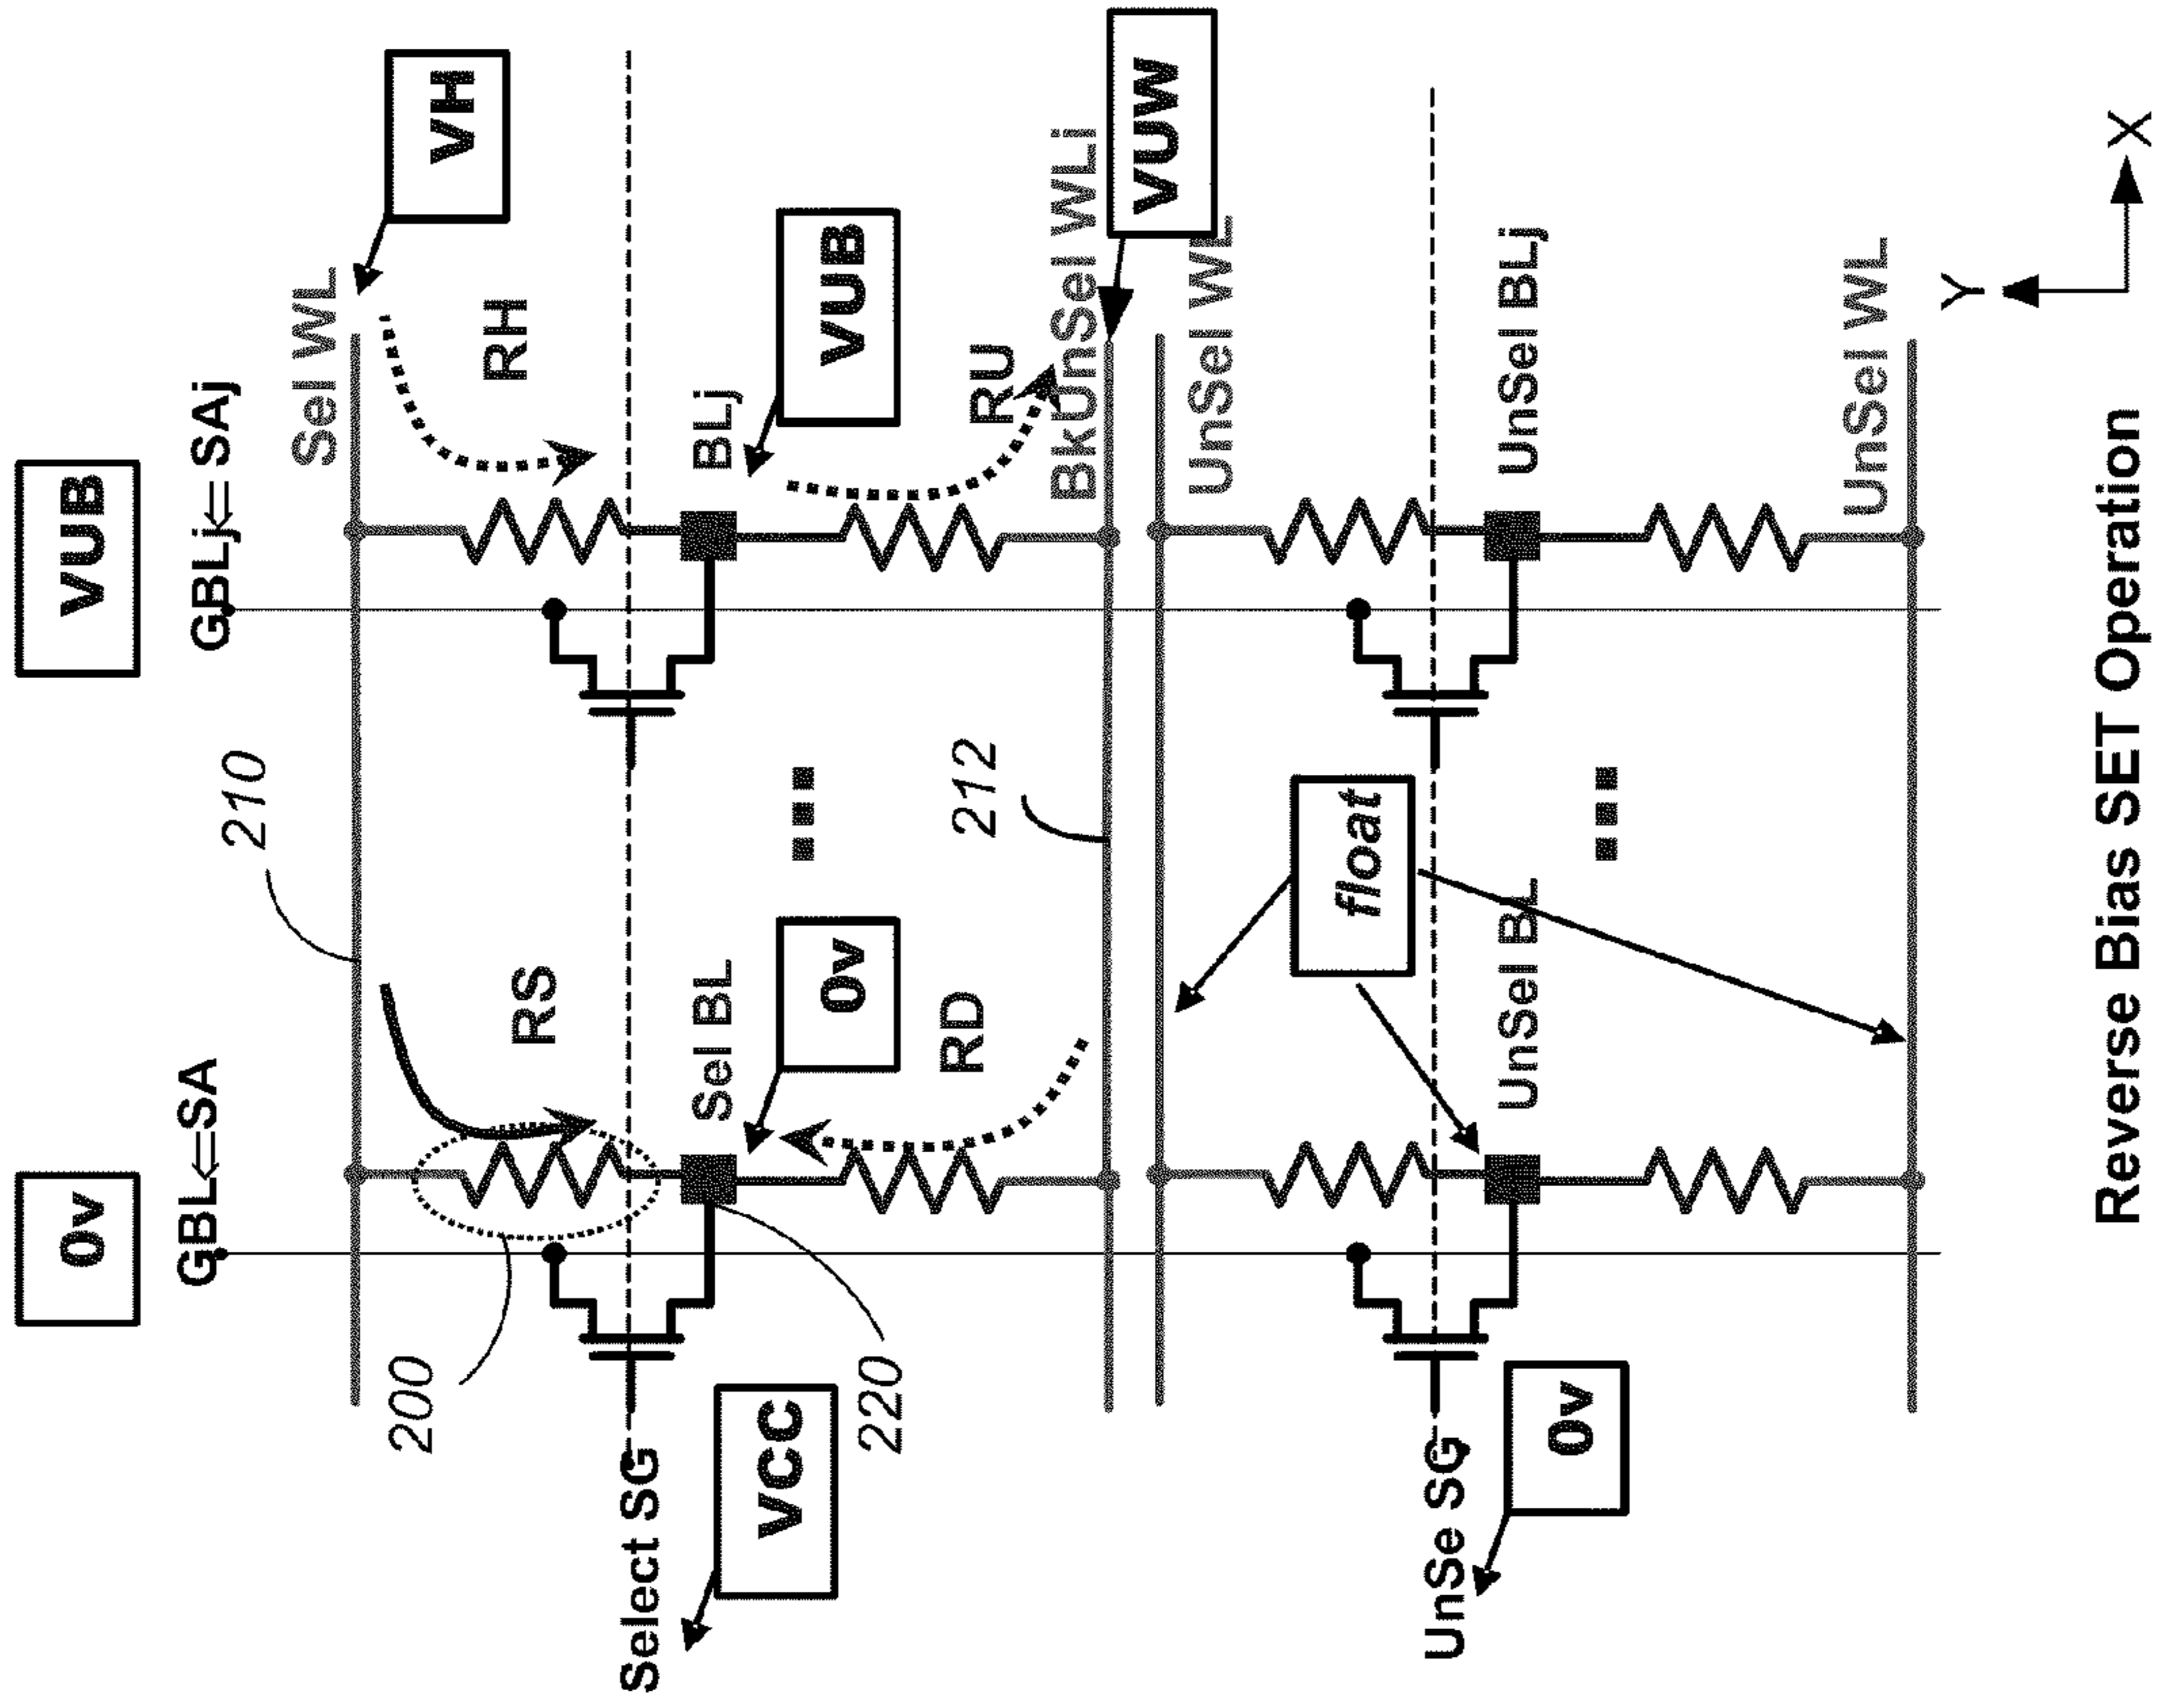 0v
VUB
GBL⇐SA
GBLj⇐ SAj
210
Sel WL
VH
200
RS
RH
Select SG
VCC
Sel BL
BLj
0v
VUB
220
RD
212
RU
BkUnSel WLi
VUW
UnSel WL
float
UnSe SG
0v
UnSel BL
UnSel BLj
UnSel WL
Y
X
Reverse Bias SET Operation